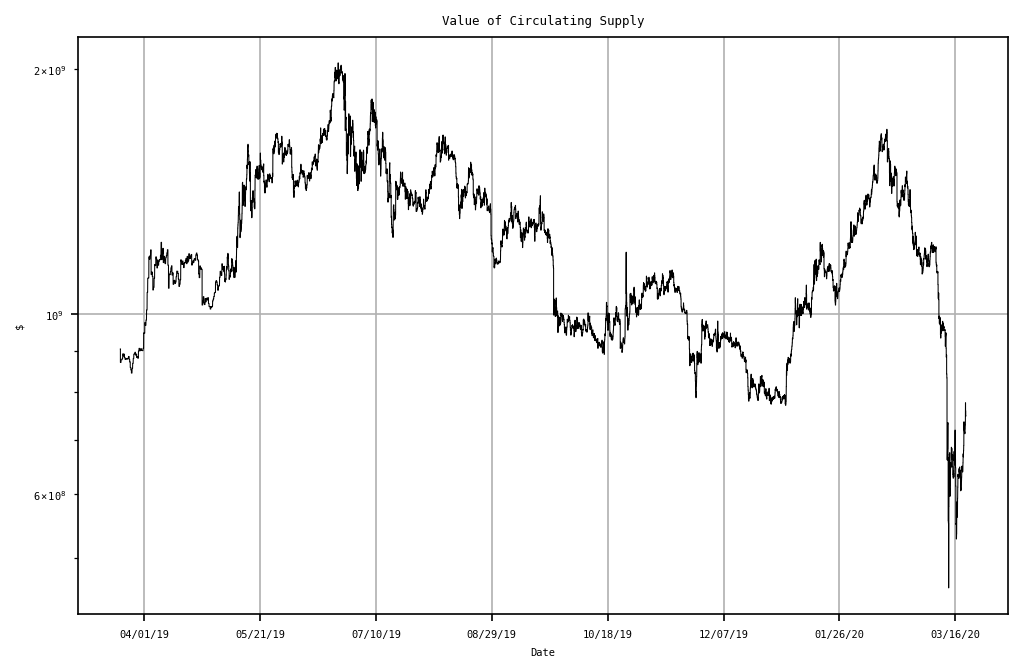 Value of Circulating Supply
2×10⁹
10⁹
6×10⁸
$
04/01/19 05/21/19 07/10/19 08/29/19 10/18/19 12/07/19 01/26/20 03/16/20
Date